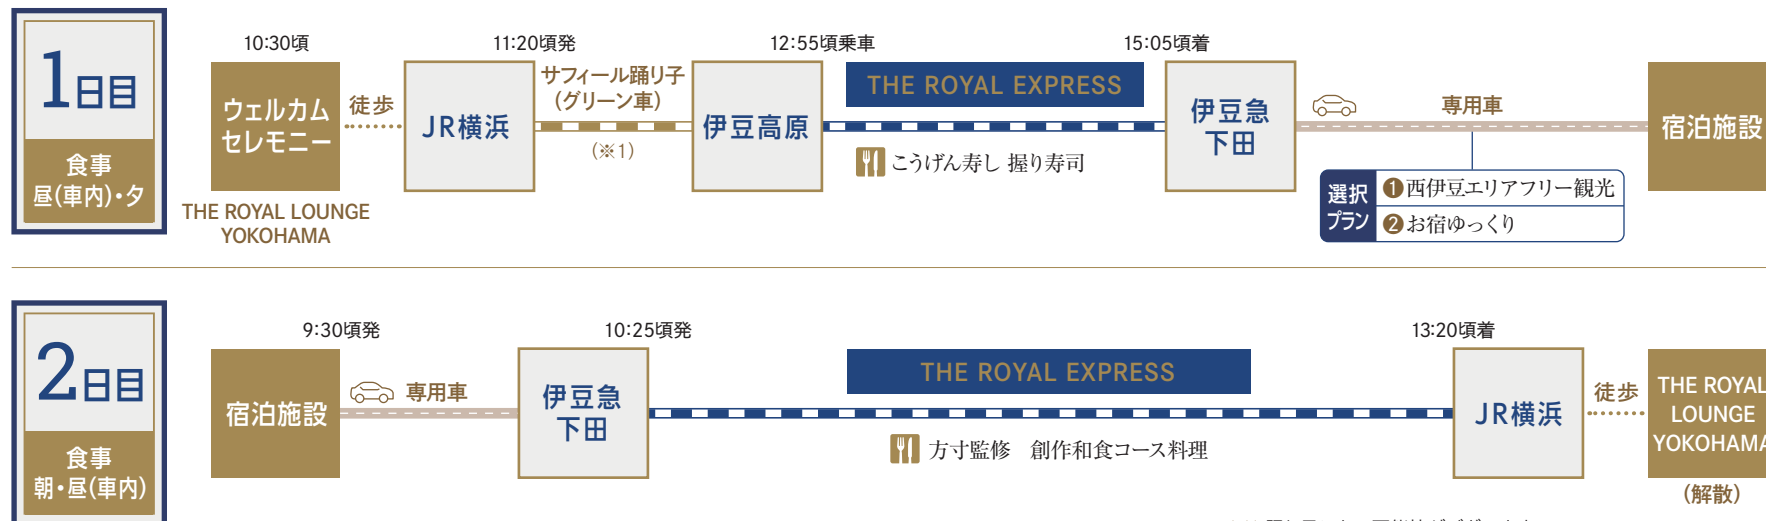 1日目
食事
昼(車内)・夕
10:30頃
ウェルカム
セレモニー
THE ROYAL LOUNGE
YOKOHAMA
徒歩
11:20頃発
JR横浜
サフィール踊り子
(グリーン車)
(※1)
12:55頃乗車
伊豆高原
THE ROYAL EXPRESS
こうげん寿し 握り寿司
15:05頃着
伊豆急
下田
専用車
選択
プラン
❶西伊豆エリアフリー観光
❷お宿ゆっくり
宿泊施設
2日目
食事
朝・昼(車内)
9:30頃発
宿泊施設
専用車
10:25頃発
伊豆急
下田
THE ROYAL EXPRESS
方寸監修 創作和食コース料理
13:20頃着
JR横浜
徒歩
THE ROYAL
LOUNGE
YOKOHAMA
(解散)